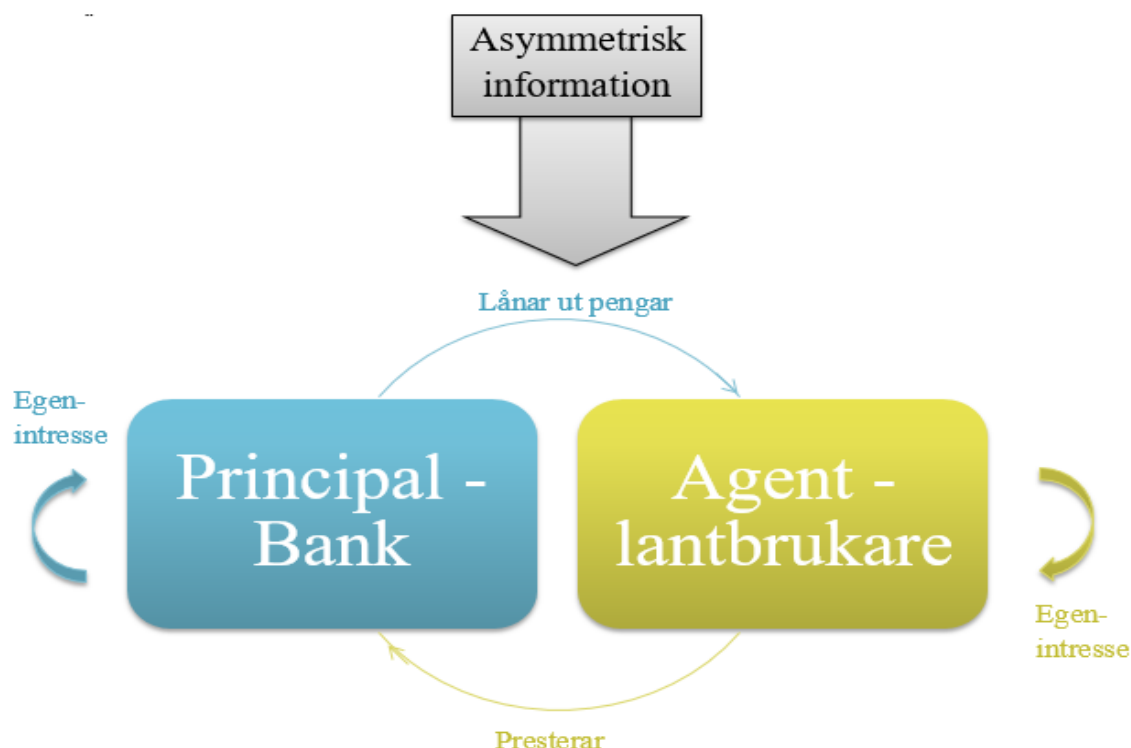 Asymmetrisk
information
Lånar ut pengar
Egen-
intresse
Principal -
Bank
Agent -
lantbrukare
Egen-
intresse
Presterar